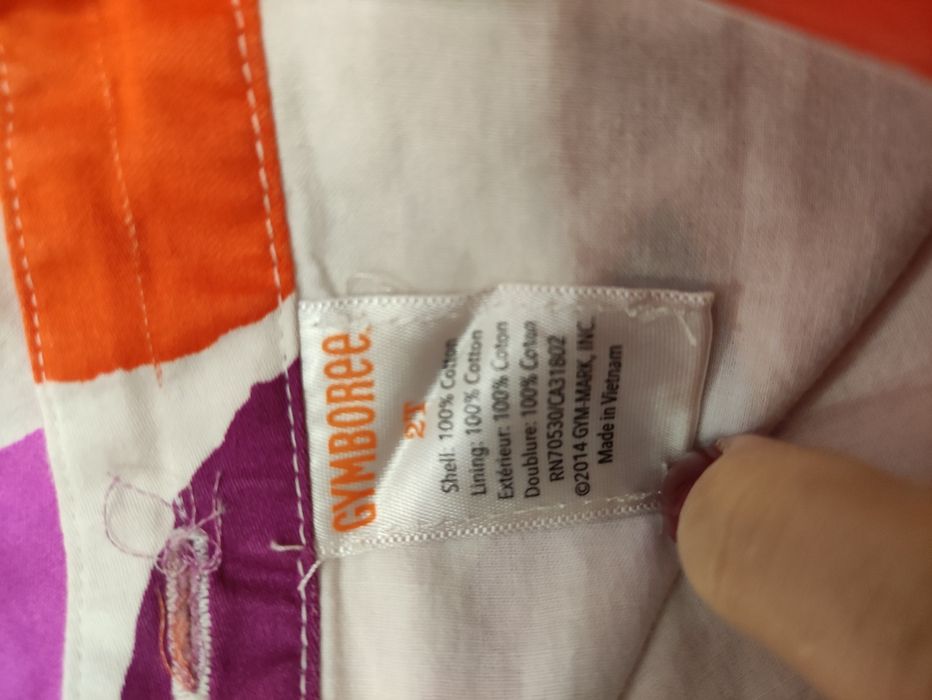 GYMBOREE.
2T
Shell: 100% Cotton
Lining: 100% Cotton
Extérieur: 100% Coton
Doublure: 100% Coton
RN70530/CA31802
©2014 GYM-MARK, INC.
Made in Vietnam